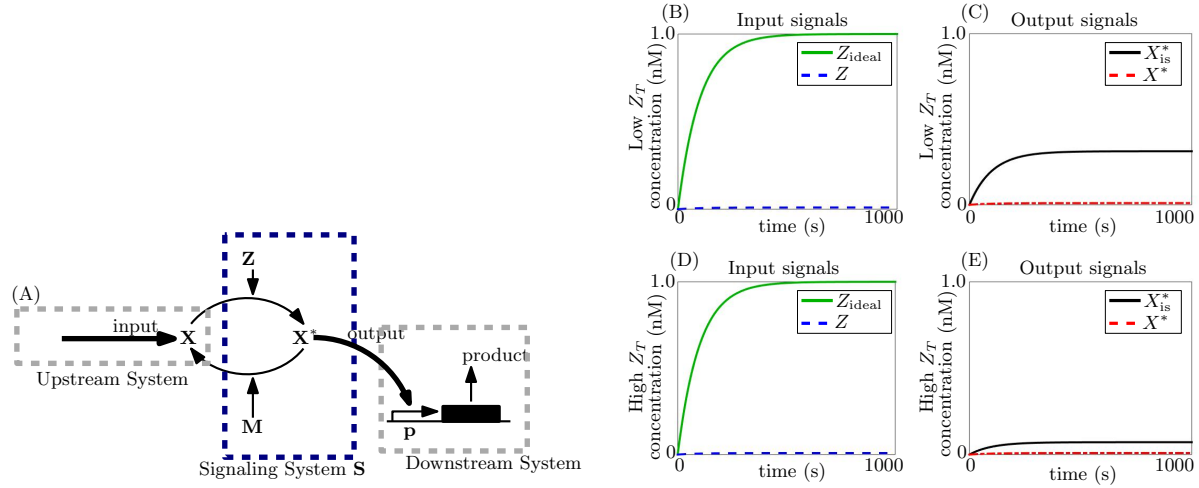 (A)
input
X
Upstream System
Z
X*
M
Signaling System S
output
product
p
Downstream System
(B)
Input signals
Low Z_T
concentration (nM)
1.0
0
Z_ideal
Z
0
1000
time (s)
(C)
Output signals
Low Z_T
concentration (nM)
1.0
0
X*_is
X*
0
1000
time (s)
(D)
Input signals
High Z_T
concentration (nM)
1.0
0
Z_ideal
Z
0
1000
time (s)
(E)
Output signals
High Z_T
concentration (nM)
1.0
0
X*_is
X*
0
1000
time (s)